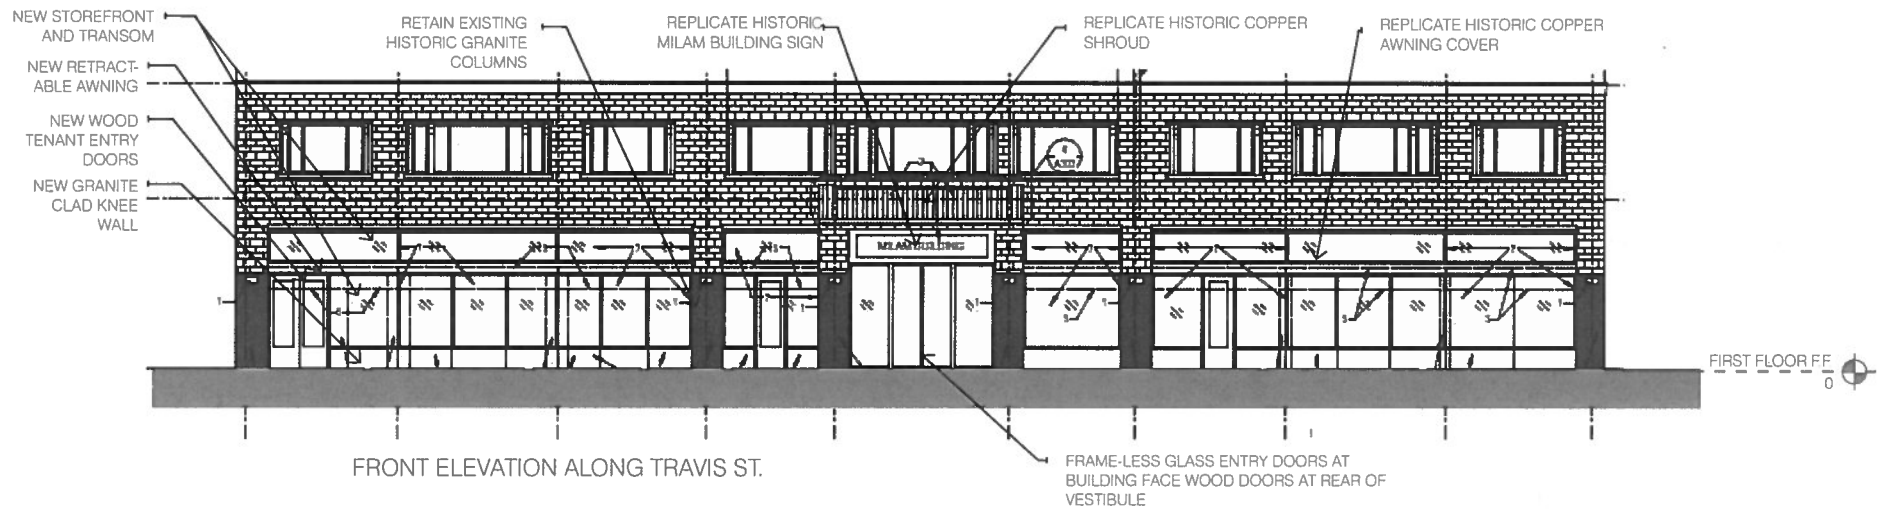 NEW STOREFRONT
AND TRANSOM
NEW RETRACT-
ABLE AWNING
NEW WOOD
TENANT ENTRY
DOORS
NEW GRANITE
CLAD KNEE
WALL
RETAIN EXISTING
HISTORIC GRANITE
COLUMNS
REPLICATE HISTORIC
MILAM BUILDING SIGN
REPLICATE HISTORIC COPPER
SHROUD
REPLICATE HISTORIC COPPER
AWNING COVER
MILAM BUILDING
FIRST FLOOR F.F.
0
FRONT ELEVATION ALONG TRAVIS ST.
FRAME-LESS GLASS ENTRY DOORS AT
BUILDING FACE WOOD DOORS AT REAR OF
VESTIBULE